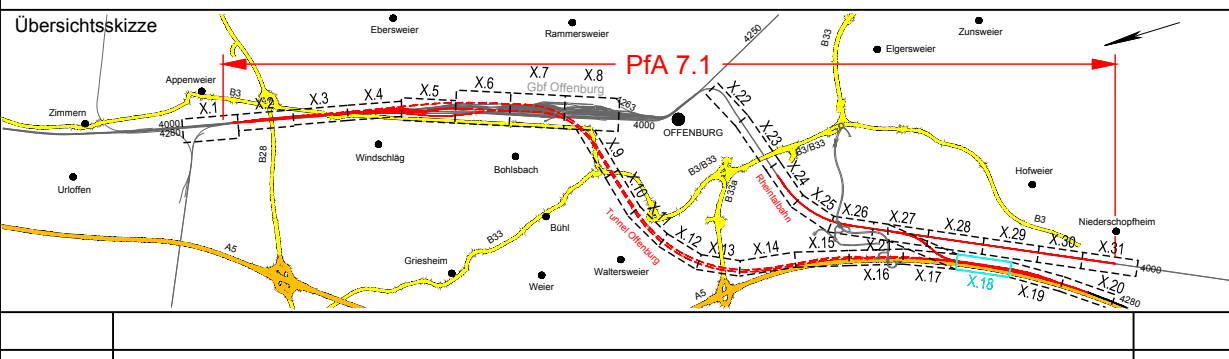 Übersichtsskizze
Ebersweier
Rammersweier
4250
B33
Zunsweier
Elgersweier
PfA 7.1
Appenweier
B3
Zimmern
X.1
X.2
X.3
X.4
X.5
X.6
X.7
X.8
Gbf Offenburg
4263
4000
4280
4000
OFFENBURG
X.22
X.23
X.24
X.25
X.26
X.27
X.28
X.29
X.30
X.31
B28
Windschläg
Bohlsbach
X.9
X.10
X.11
X.12
X.13
X.14
X.15
X.21
X.16
X.17
X.18
X.19
X.20
B3/B33
B3/B33
B33a
Rheintalbahn
Tunnel Offenburg
Hofweier
B3
Niederschopfheim
4000
4280
Urloffen
A5
B33
Bühl
Griesheim
Weier
Waltersweier
A5